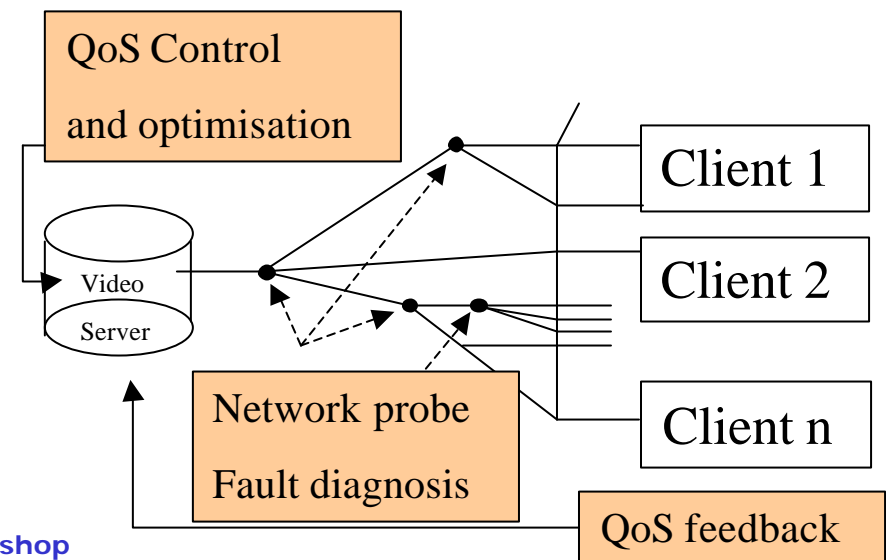 QoS Control
and optimisation
Client 1
Video
Server
Client 2
Network probe
Fault diagnosis
Client n
QoS feedback
shop